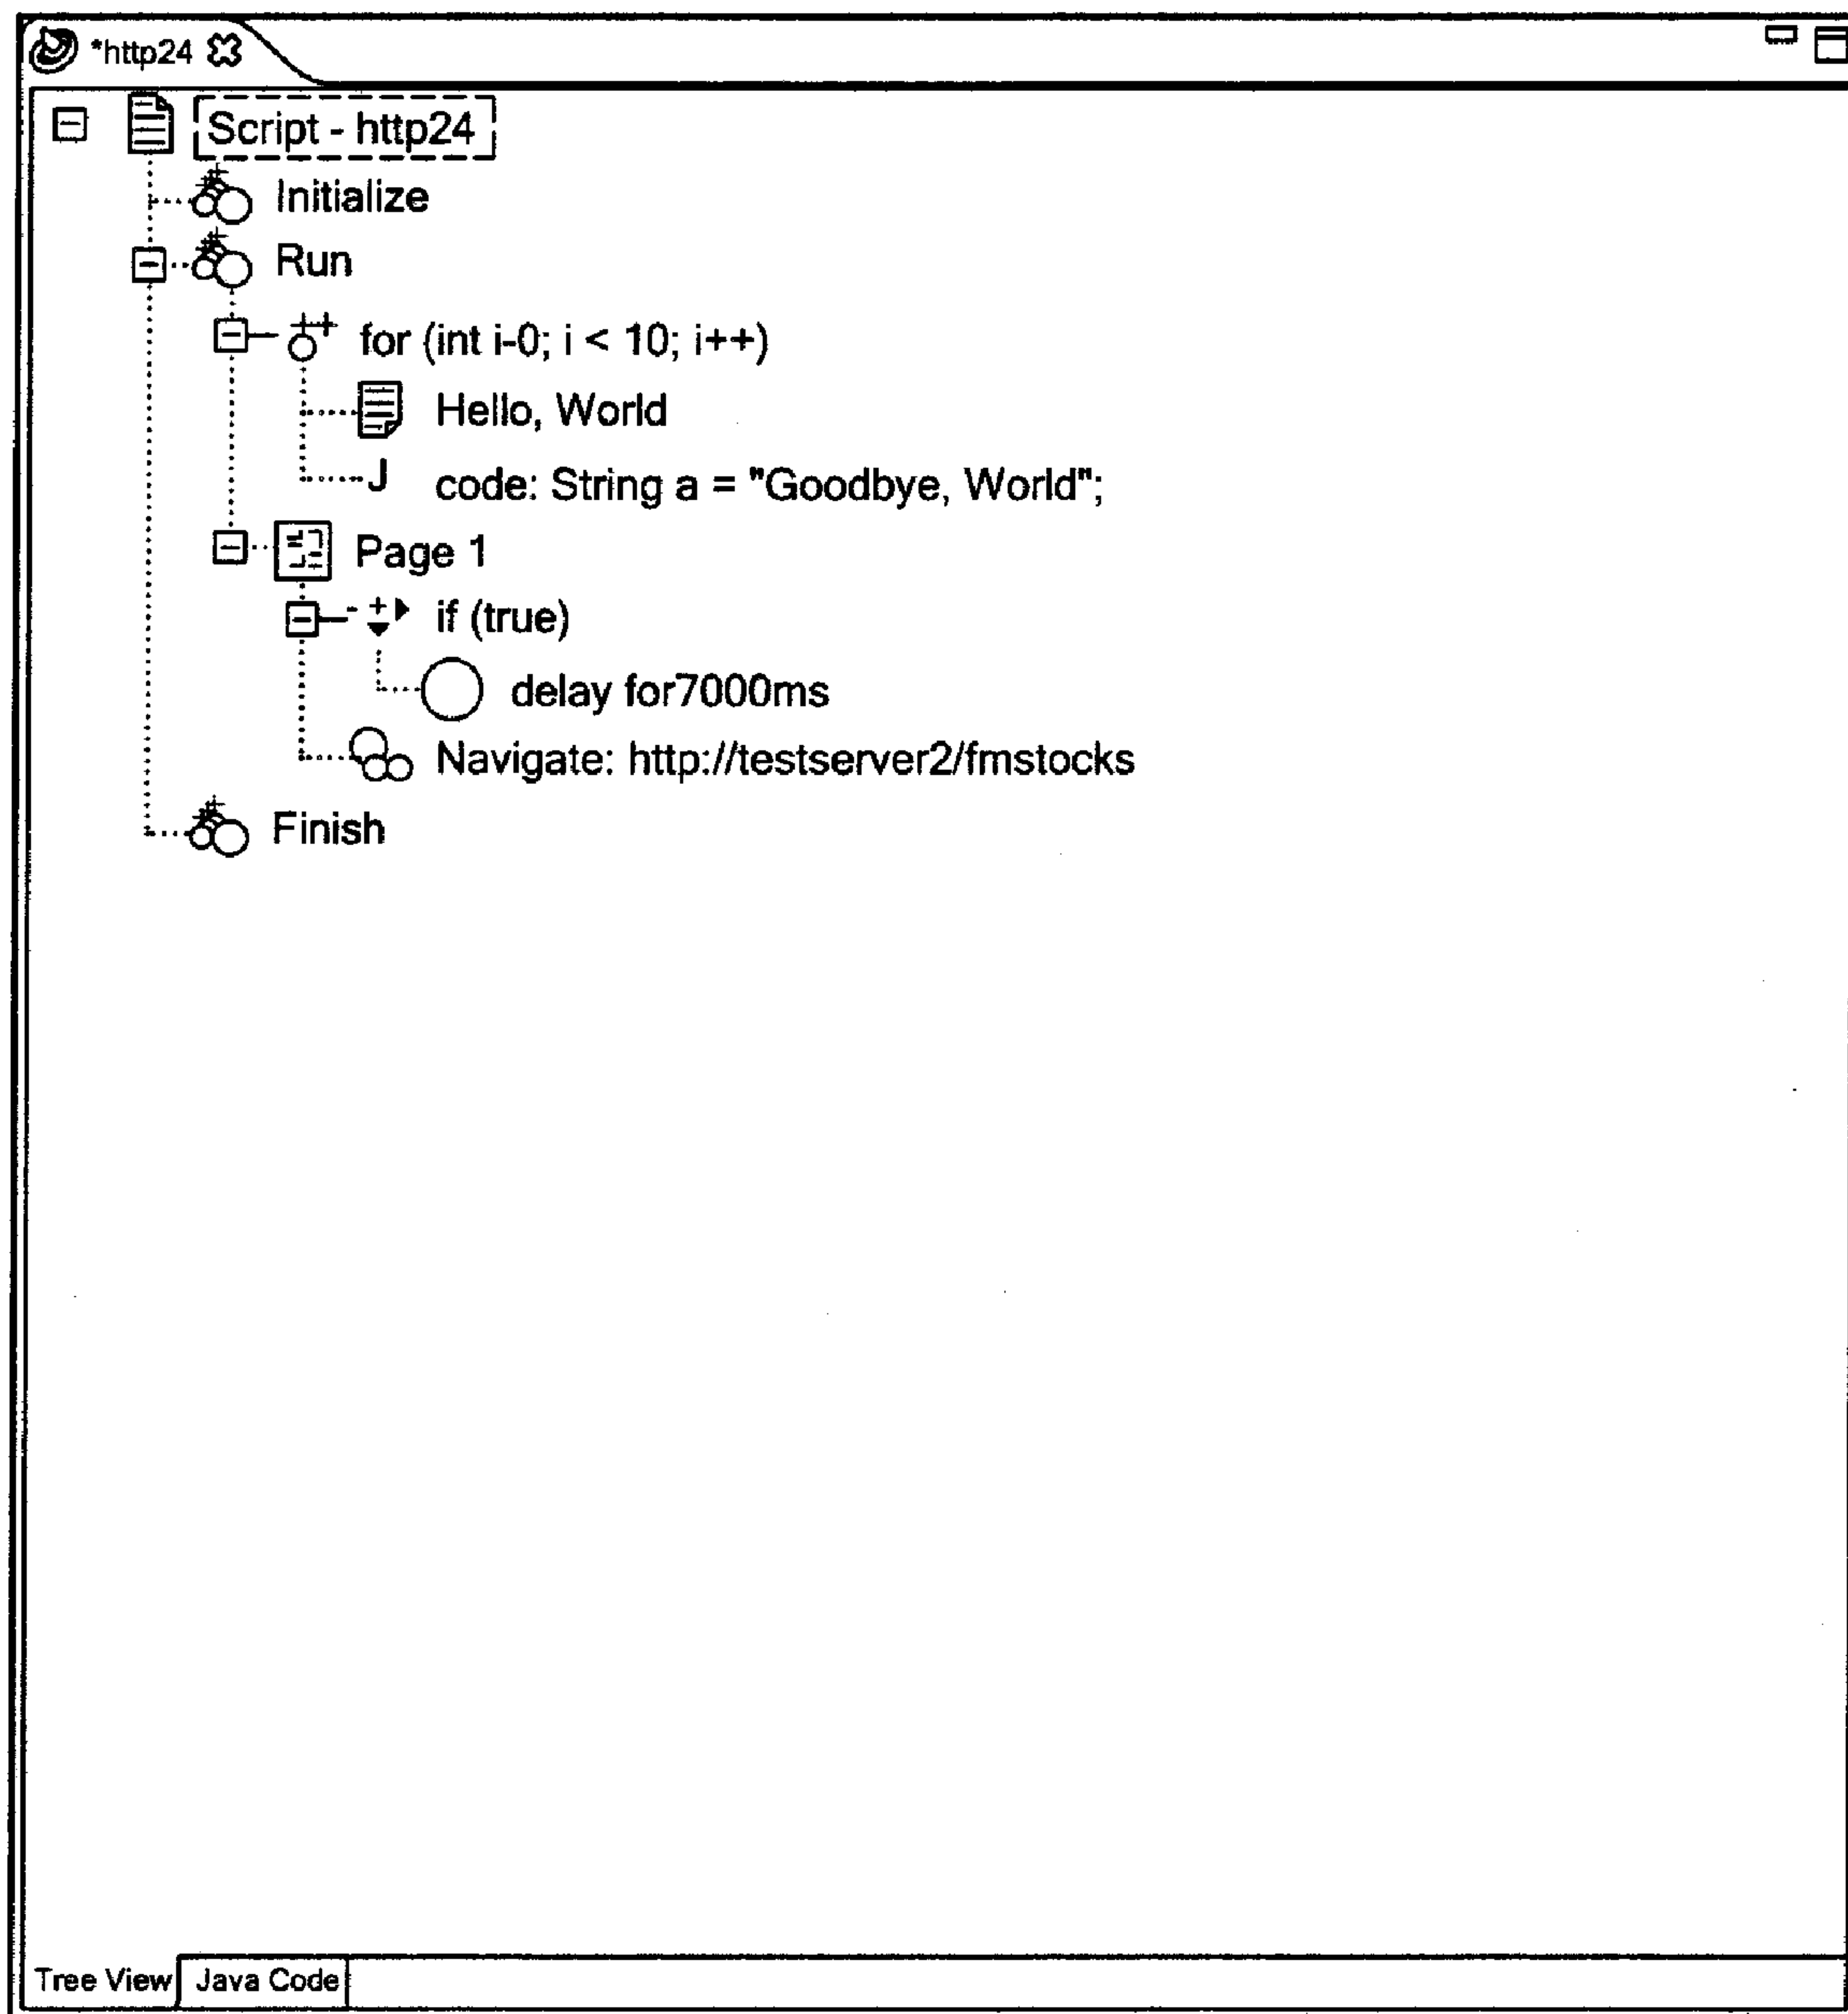 *http24
Script - http24
Initialize
Run
for (int i-0; i < 10; i++)
Hello, World
J code: String a = "Goodbye, World";
Page 1
if (true)
delay for7000ms
Navigate: http://testserver2/fmstocks
Finish
Tree View Java Code